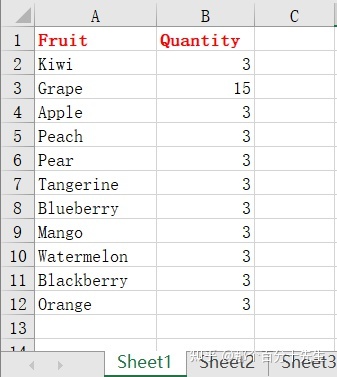 A B C
1 Fruit Quantity
2 Kiwi 3
3 Grape 15
4 Apple 3
5 Peach 3
6 Pear 3
7 Tangerine 3
8 Blueberry 3
9 Mango 3
10 Watermelon 3
11 Blackberry 3
12 Orange 3
13
14
Sheet1 Sheet2 Sheet3
知乎